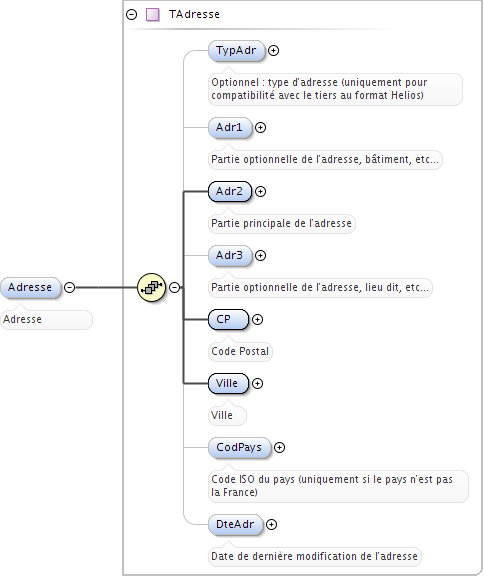 TAdresse
TypAdr
Optionnel : type d'adresse (uniquement pour
compatibilité avec le tiers au format Helios)
Adr1
Partie optionnelle de l'adresse, bâtiment, etc...
Adr2
Partie principale de l'adresse
Adr3
Partie optionnelle de l'adresse, lieu dit, etc...
Adresse
Adresse
CP
Code Postal
Ville
Ville
CodPays
Code ISO du pays (uniquement si le pays n'est pas
la France)
DteAdr
Date de dernière modification de l'adresse